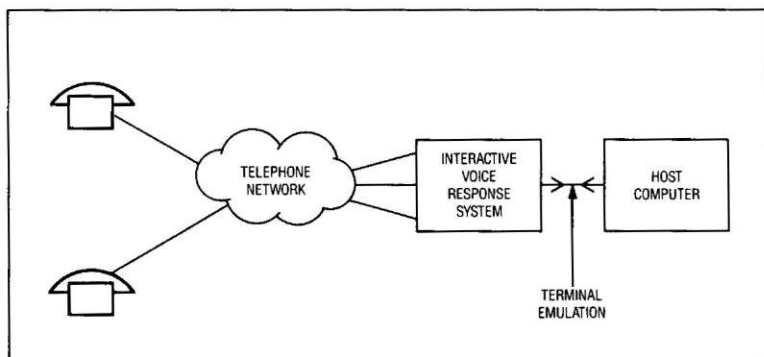 TELEPHONE
NETWORK
INTERACTIVE
VOICE
RESPONSE
SYSTEM
HOST
COMPUTER
TERMINAL
EMULATION